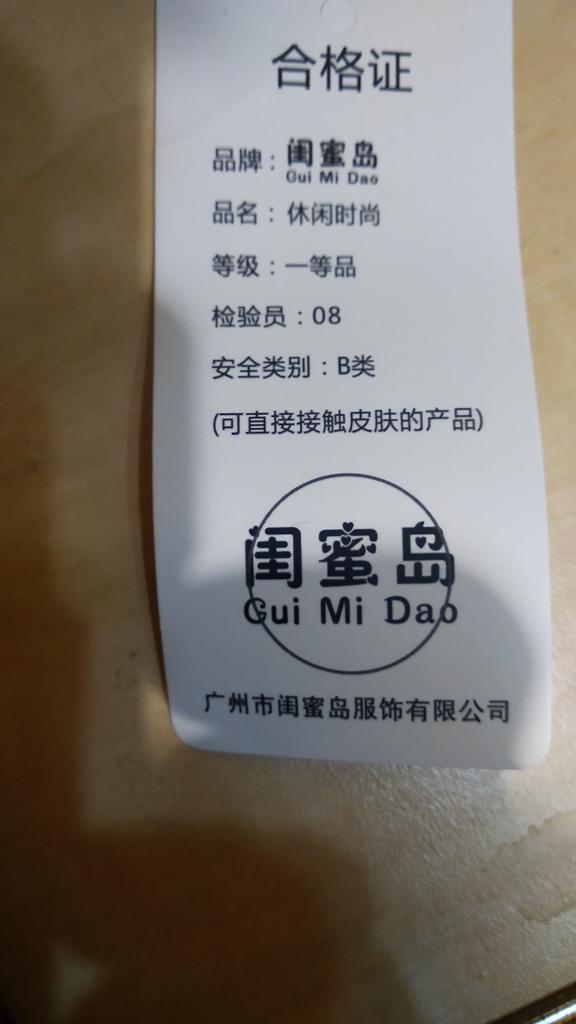 合格证
品牌：闺蜜岛
Gui Mi Dao
品名：休闲时尚
等级：一等品
检验员：08
安全类别：B类
(可直接接触皮肤的产品)
闺蜜岛
Gui Mi Dao
广州市闺蜜岛服饰有限公司